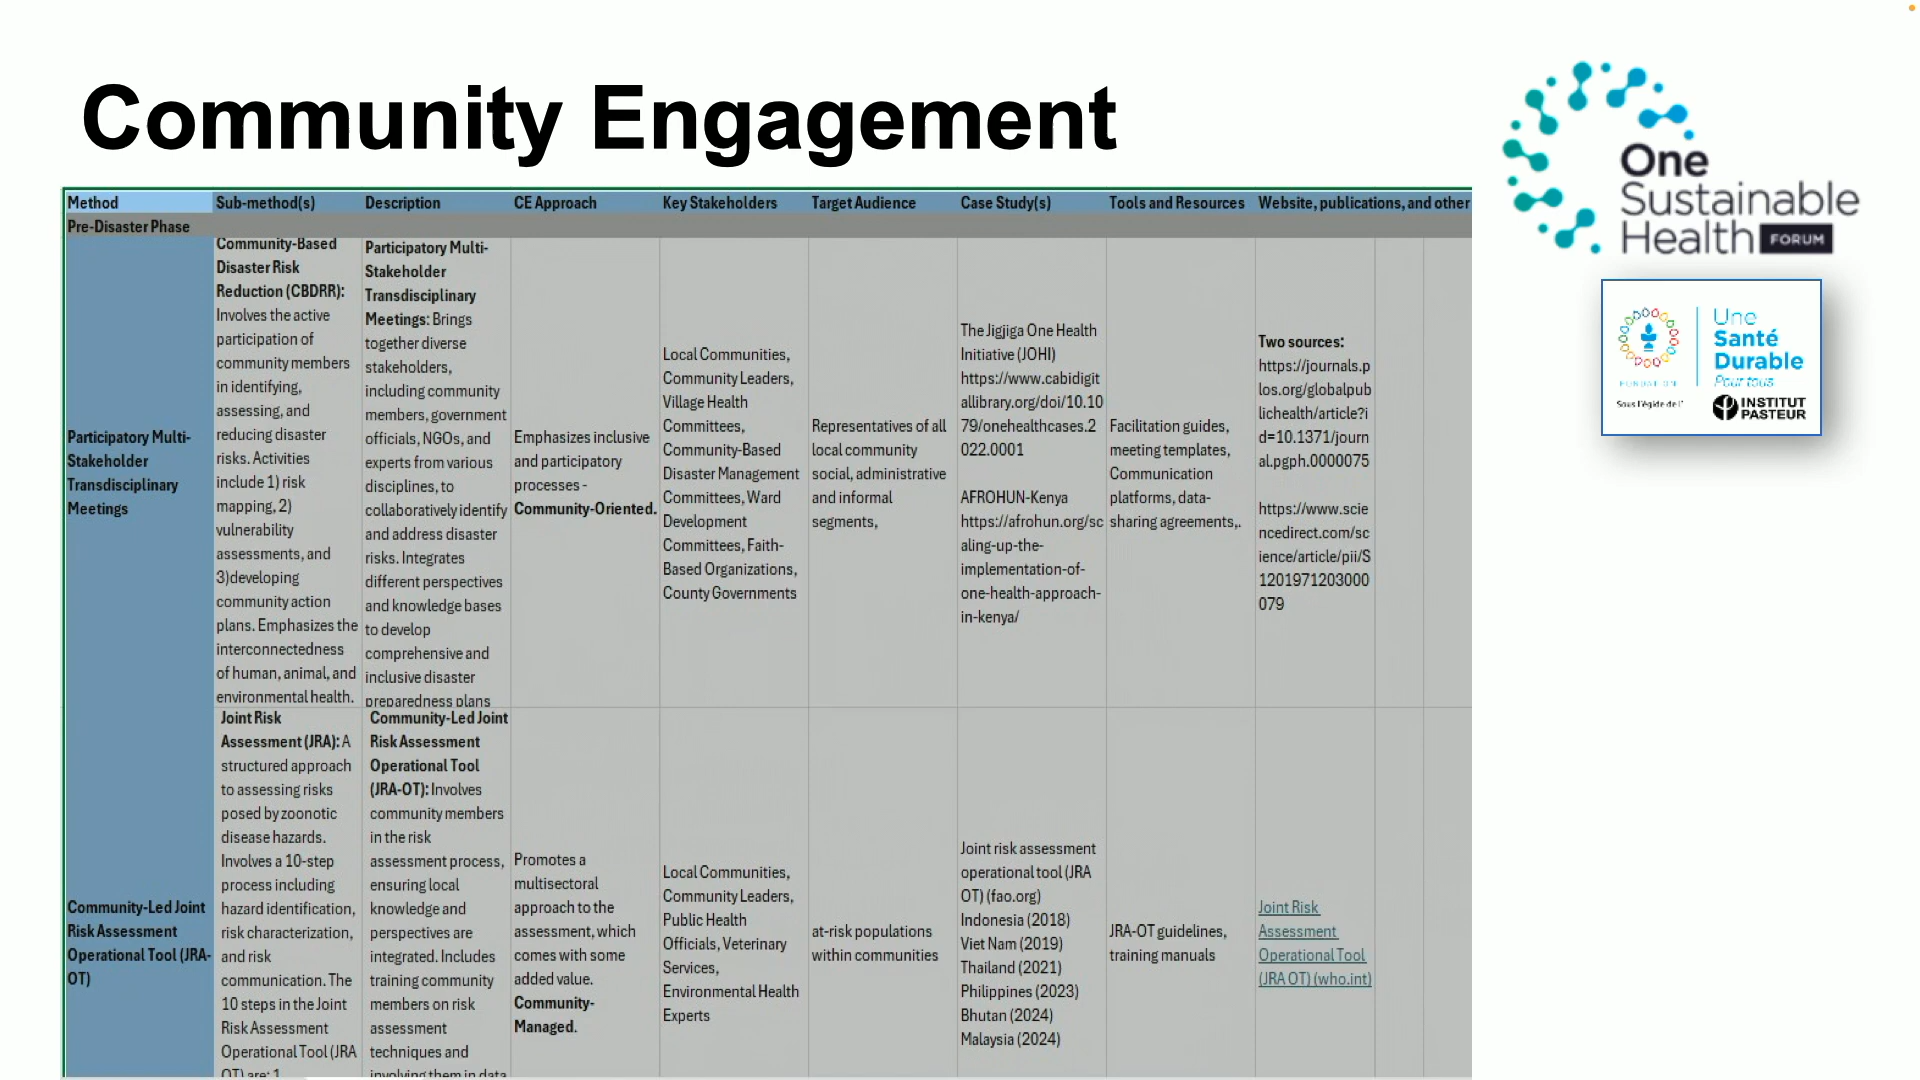 Community Engagement
One
Sustainable
Health FORUM
Une
Santé
Durable
Pour tous
FONDATION
Sous l'égide de l'
INSTITUT
PASTEUR
Method
Sub-method(s)
Description
CE Approach
Key Stakeholders
Target Audience
Case Study(s)
Tools and Resources
Website, publications, and other
Pre-Disaster Phase
Participatory Multi-
Stakeholder
Transdisciplinary
Meetings
Community-Based
Disaster Risk
Reduction (CBDRR):
Involves the active
participation of
community members
in identifying,
assessing, and
reducing disaster
risks. Activities
include 1) risk
mapping, 2)
vulnerability
assessments, and
3)developing
community action
plans. Emphasizes the
interconnectedness
of human, animal, and
environmental health.
Participatory Multi-
Stakeholder
Transdisciplinary
Meetings: Brings
together diverse
stakeholders,
including community
members, government
officials, NGOs, and
experts from various
disciplines, to
collaboratively identify
and address disaster
risks. Integrates
different perspectives
and knowledge bases
to develop
comprehensive and
inclusive disaster
preparedness plans
Emphasizes inclusive
and participatory
processes -
Community-Oriented.
Local Communities,
Community Leaders,
Village Health
Committees,
Community-Based
Disaster Management
Committees, Ward
Development
Committees, Faith-
Based Organizations,
County Governments
Representatives of all
local community
social, administrative
and informal
segments,
The Jigjiga One Health
Initiative (JOHI)
https://www.cabidigit
allibrary.org/doi/10.10
79/onehealthcases.2
022.0001
AFROHUN-Kenya
https://afrohun.org/sc
aling-up-the-
implementation-of-
one-health-approach-
in-kenya/
Facilitation guides,
meeting templates,
Communication
platforms, data-
sharing agreements,.
Two sources:
https://journals.p
los.org/globalpub
lichealth/article?i
d=10.1371/journ
al.pgph.0000075
https://www.scie
ncedirect.com/sc
ience/article/pii/S
1201971203000
079
Community-Led Joint
Risk Assessment
Operational Tool (JRA-
OT)
Joint Risk
Assessment (JRA): A
structured approach
to assessing risks
posed by zoonotic
disease hazards.
Involves a 10-step
process including
hazard identification,
risk characterization,
and risk
communication. The
10 steps in the Joint
Risk Assessment
Operational Tool (JRA
OT) are: 1
Community-Led Joint
Risk Assessment
Operational Tool
(JRA-OT): Involves
community members
in the risk
assessment process,
ensuring local
knowledge and
perspectives are
integrated. Includes
training community
members on risk
assessment
techniques and
involving them in data
Promotes a
multisectoral
approach to the
assessment, which
comes with some
added value.
Community-
Managed.
Local Communities,
Community Leaders,
Public Health
Officials, Veterinary
Services,
Environmental Health
Experts
at-risk populations
within communities
Joint risk assessment
operational tool (JRA
OT) (fao.org)
Indonesia (2018)
Viet Nam (2019)
Thailand (2021)
Philippines (2023)
Bhutan (2024)
Malaysia (2024)
JRA-OT guidelines,
training manuals
Joint Risk
Assessment
Operational Tool
(JRA OT) (who.int)